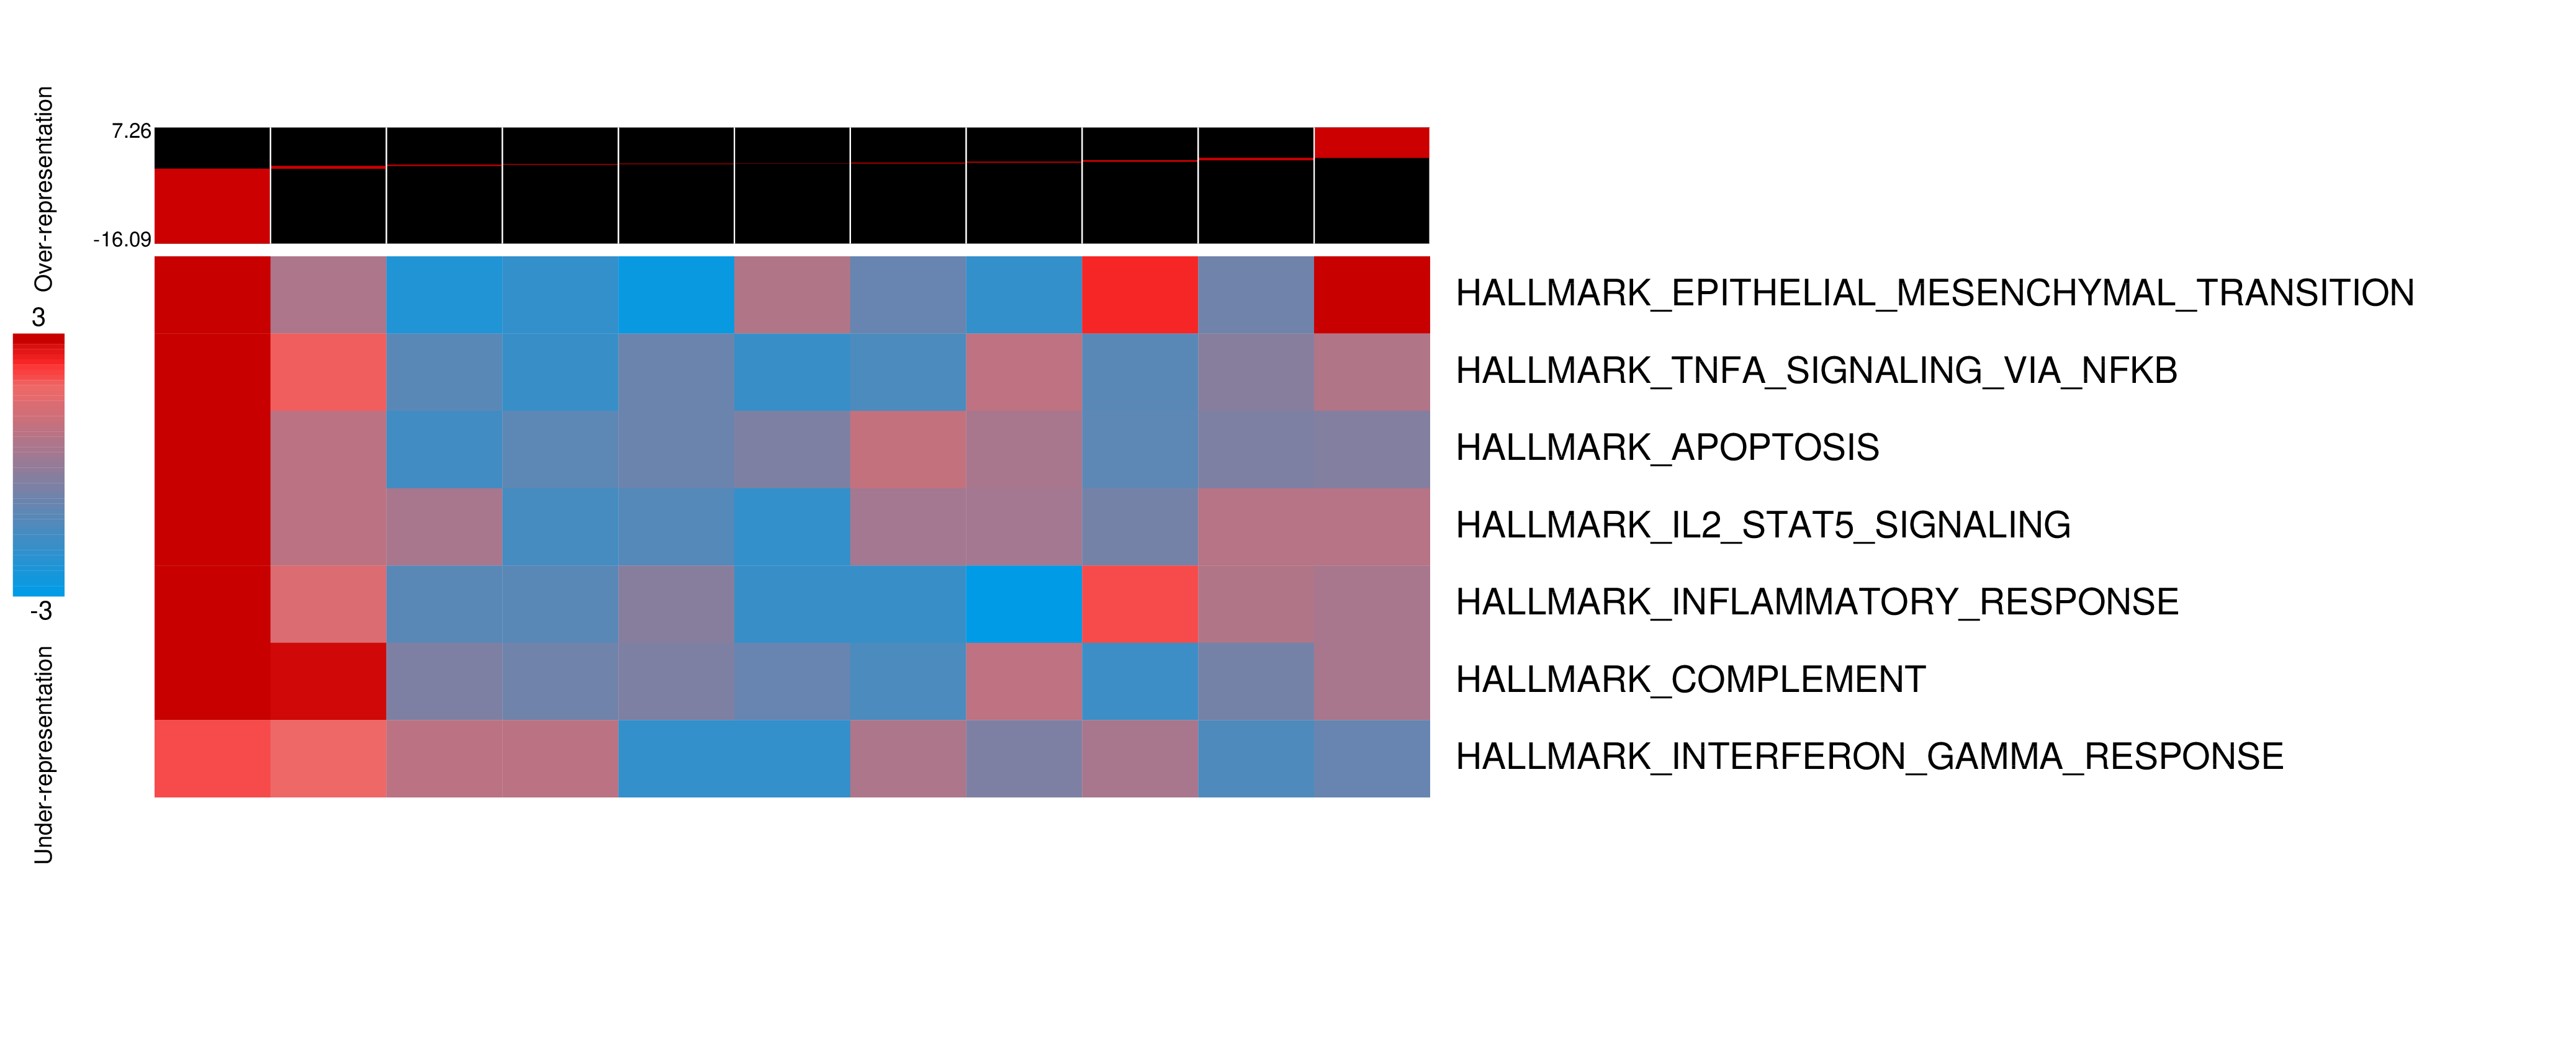 Over-representation
7.26
-16.09
3
-3
Under-representation
HALLMARK_EPITHELIAL_MESENCHYMAL_TRANSITION
HALLMARK_TNFA_SIGNALING_VIA_NFKB
HALLMARK_APOPTOSIS
HALLMARK_IL2_STAT5_SIGNALING
HALLMARK_INFLAMMATORY_RESPONSE
HALLMARK_COMPLEMENT
HALLMARK_INTERFERON_GAMMA_RESPONSE